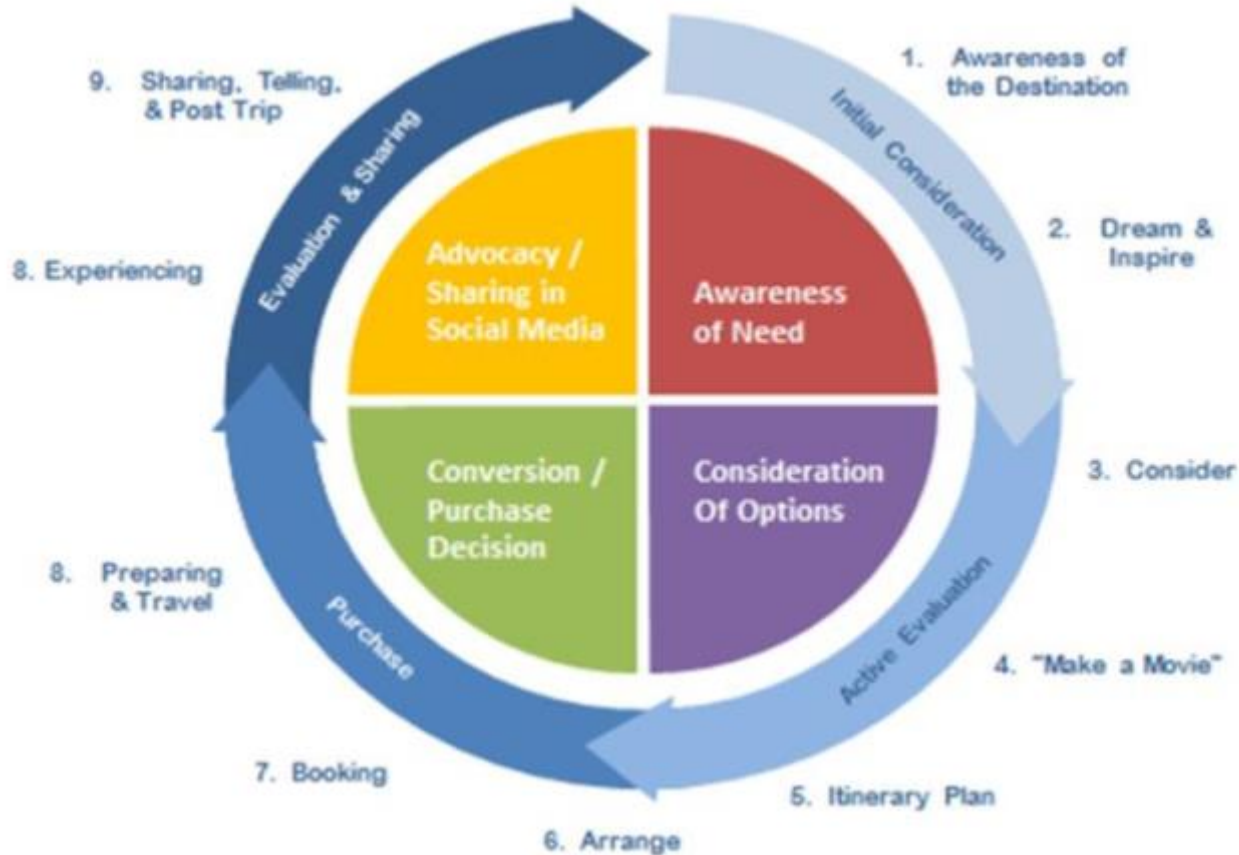 1. Awareness of
the Destination
2. Dream &
Inspire
3. Consider
4. "Make a Movie"
5. Itinerary Plan
6. Arrange
7. Booking
8. Preparing
& Travel
8. Experiencing
9. Sharing, Telling,
& Post Trip
Initial Consideration
Active Evaluation
Purchase
Evaluation & Sharing
Awareness
of Need
Consideration
Of Options
Conversion /
Purchase
Decision
Advocacy /
Sharing in
Social Media